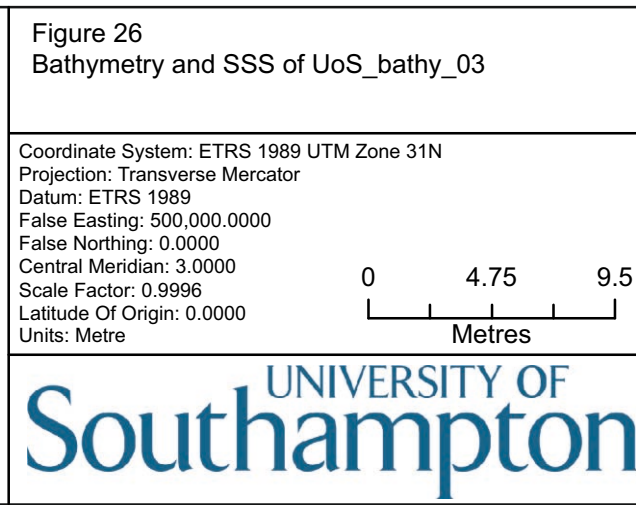 Figure 26
Bathymetry and SSS of UoS_bathy_03
Coordinate System: ETRS 1989 UTM Zone 31N
Projection: Transverse Mercator
Datum: ETRS 1989
False Easting: 500,000.0000
False Northing: 0.0000
Central Meridian: 3.0000
Scale Factor: 0.9996
Latitude Of Origin: 0.0000
Units: Metre
0 4.75 9.5
Metres
UNIVERSITY OF
Southampton